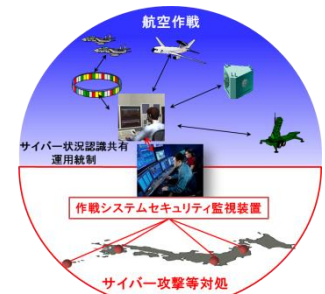 航空作戦
サイバー状況認識共有
運用統制
作戦システムセキュリティ監視装置
サイバー攻撃等対処